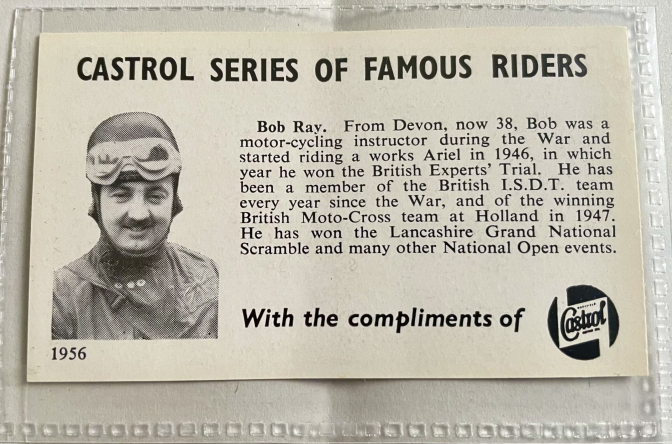 CASTROL SERIES OF FAMOUS RIDERS
Bob Ray. From Devon, now 38, Bob was a
motor-cycling instructor during the War and
started riding a works Ariel in 1946, in which
year he won the British Experts' Trial. He has
been a member of the British I.S.D.T. team
every year since the War, and of the winning
British Moto-Cross team at Holland in 1947.
He has won the Lancashire Grand National
Scramble and many other National Open events.
With the compliments of
Castrol
1956